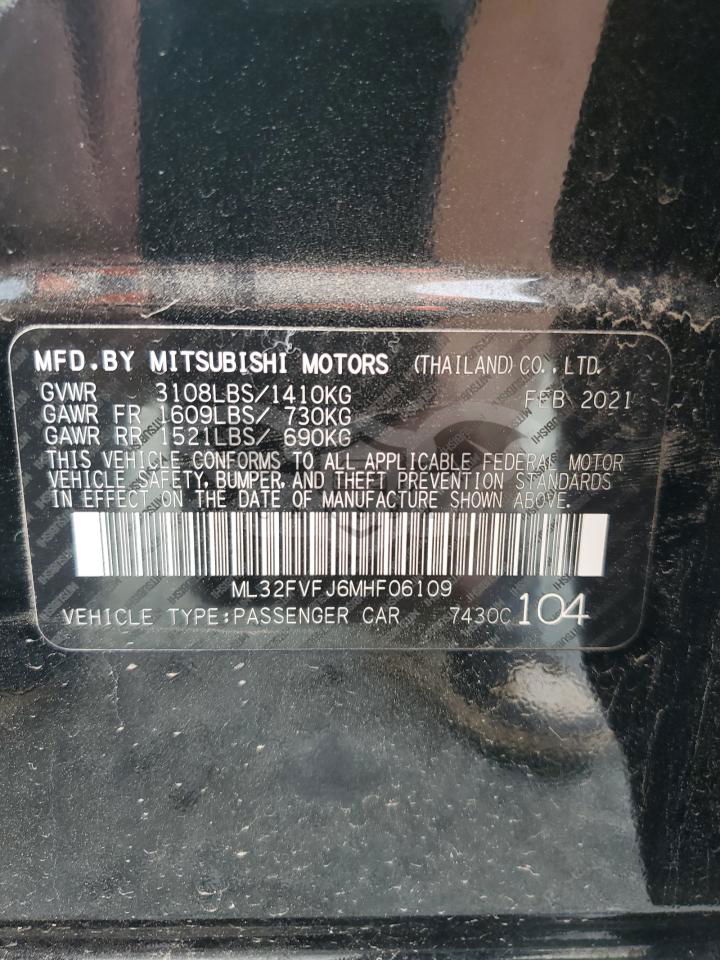 MFD.BY MITSUBISHI MOTORS (THAILAND) CO., LTD.
GVWR 3108LBS/1410KG FEB 2021
GAWR FR 1609LBS/ 730KG
GAWR RR 1521LBS/ 690KG
THIS VEHICLE CONFORMS TO ALL APPLICABLE FEDERAL MOTOR
VEHICLE SAFETY, BUMPER, AND THEFT PREVENTION STANDARDS
IN EFFECT ON THE DATE OF MANUFACTURE SHOWN ABOVE.
ML32FVFJ6MHF06109
VEHICLE TYPE:PASSENGER CAR 7430C 104